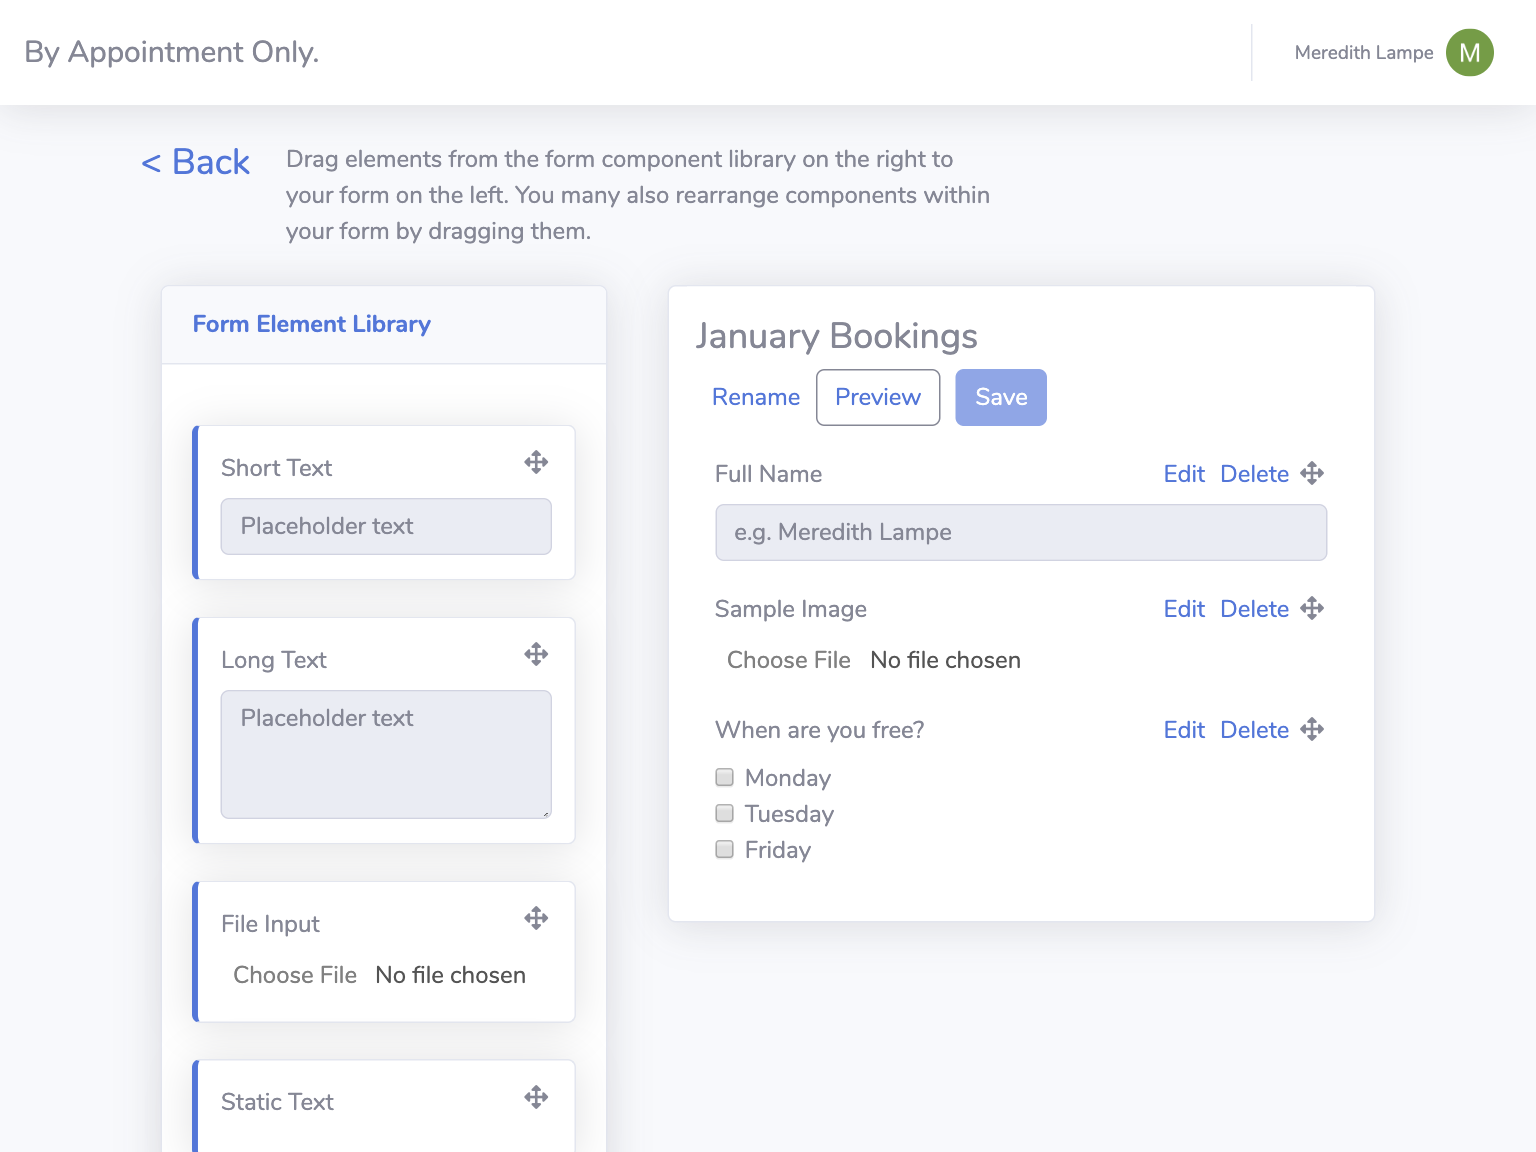 By Appointment Only.
Meredith Lampe
M
< Back
Drag elements from the form component library on the right to
your form on the left. You many also rearrange components within
your form by dragging them.
Form Element Library
Short Text
Placeholder text
Long Text
Placeholder text
File Input
Choose File No file chosen
Static Text
January Bookings
Rename Preview Save
Full Name Edit Delete
e.g. Meredith Lampe
Sample Image Edit Delete
Choose File No file chosen
When are you free? Edit Delete
Monday
Tuesday
Friday